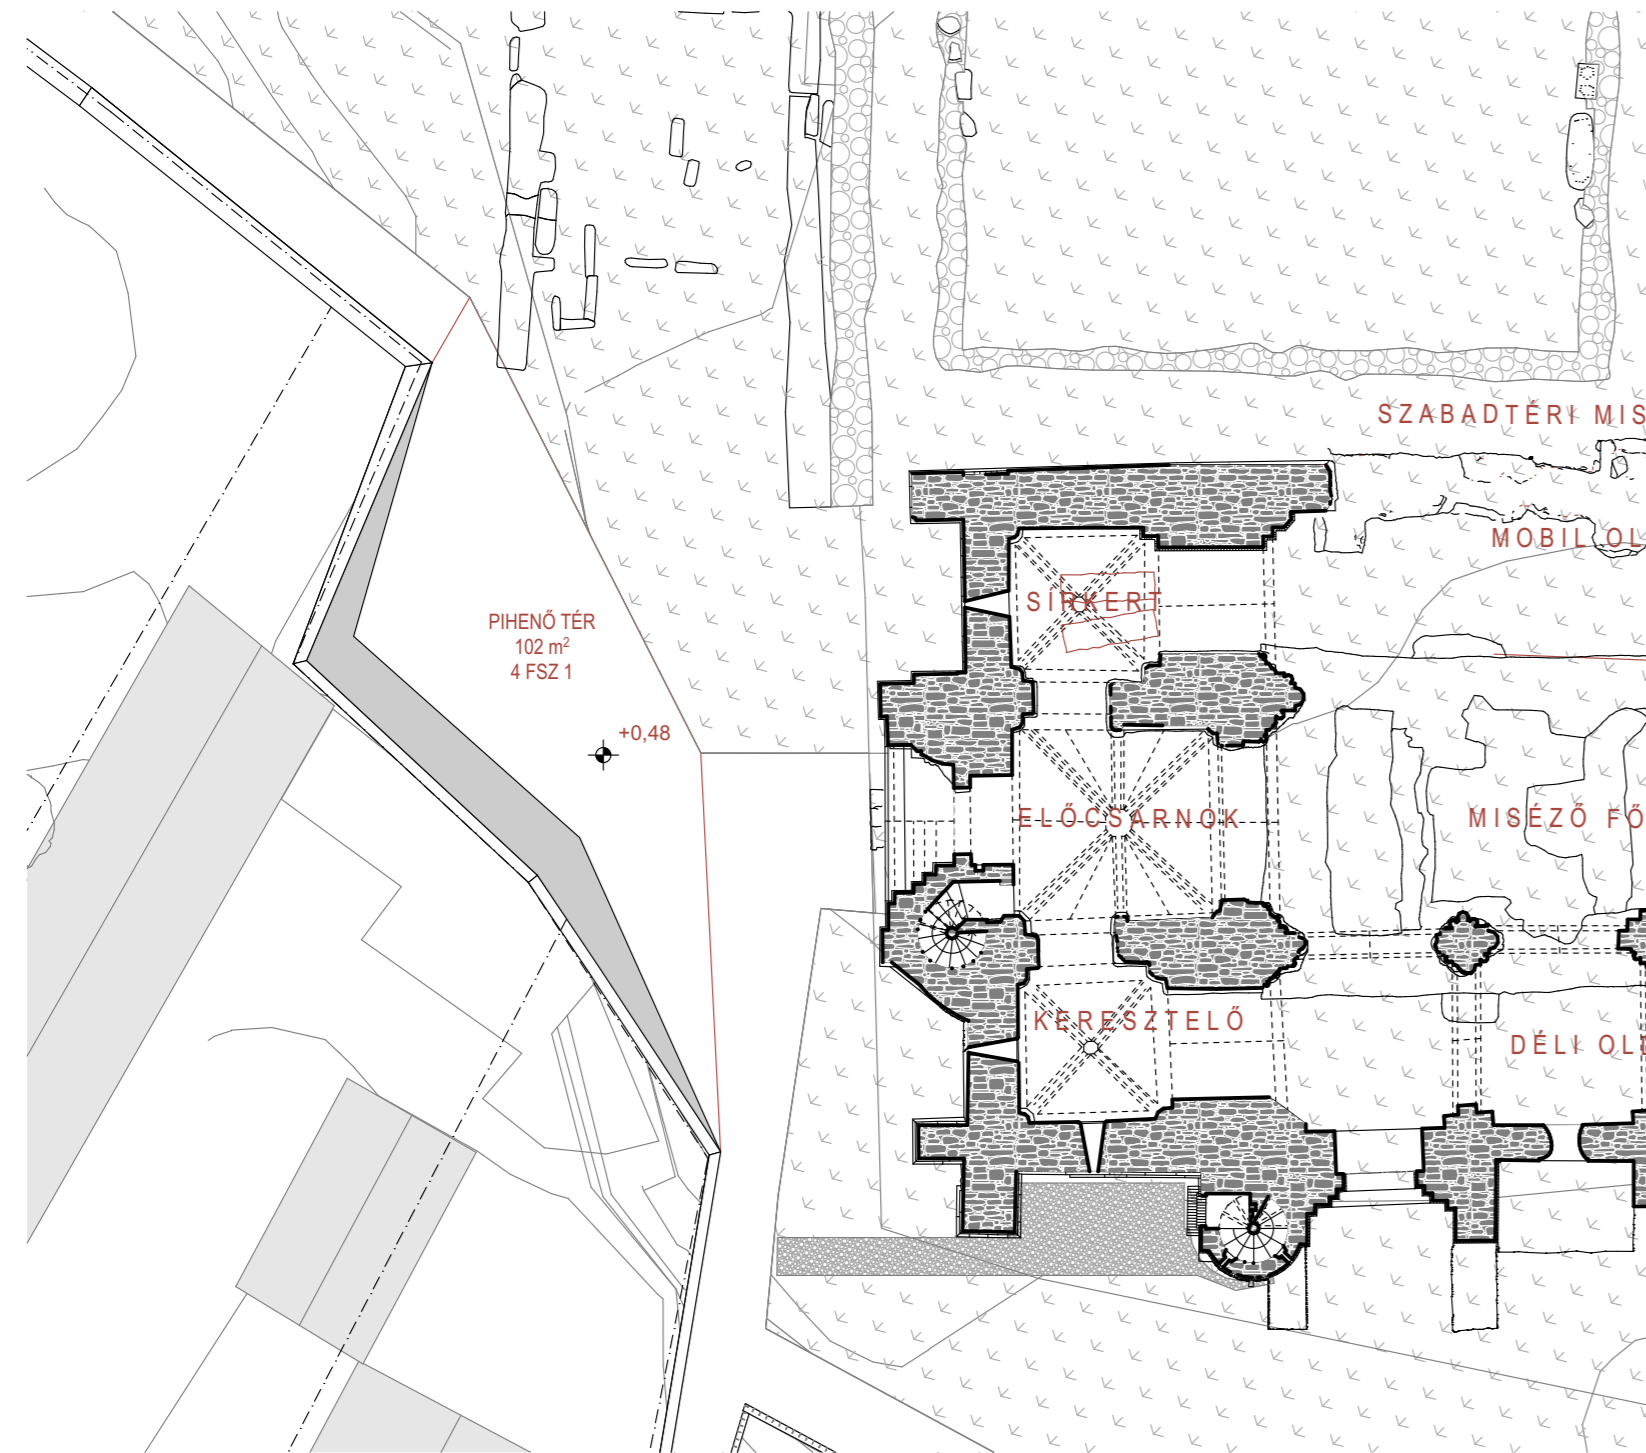 SZABADTÉRI MIS
MOBIL OL
SÍRKERT
PIHENŐ TÉR
102 m²
4 FSZ 1
+0,48
ELŐCSARNOK
MISÉZŐ FŐ
KERESZTELŐ
DÉLI OL